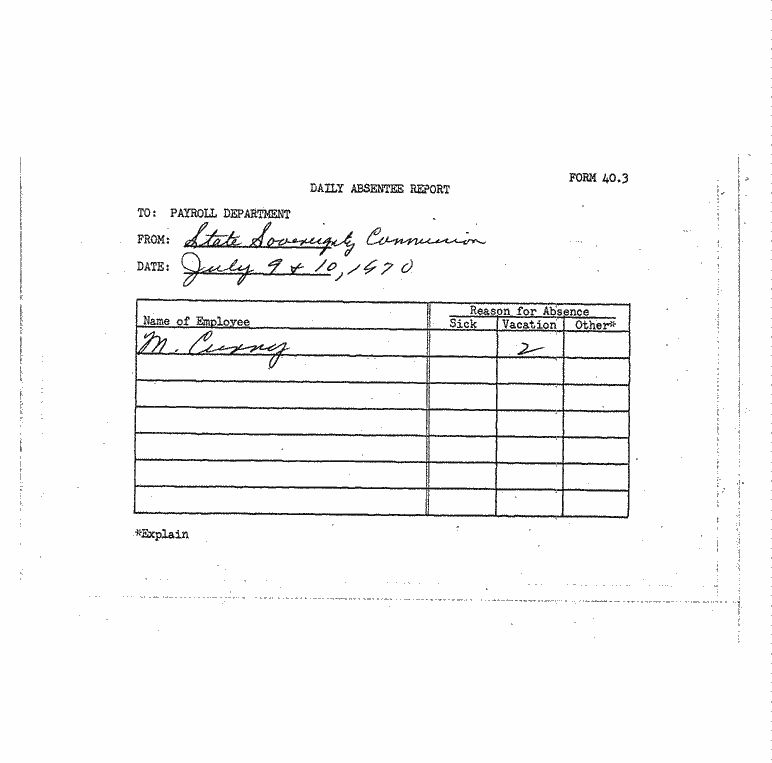 FORM 40.3
DAILY ABSENTEE REPORT
TO: PAYROLL DEPARTMENT
FROM: State Sovereignty Commission
DATE: July 9 & 10, 1970
Reason for Absence
Name of Employee Sick Vacation Other*
M. Curry 2
*Explain